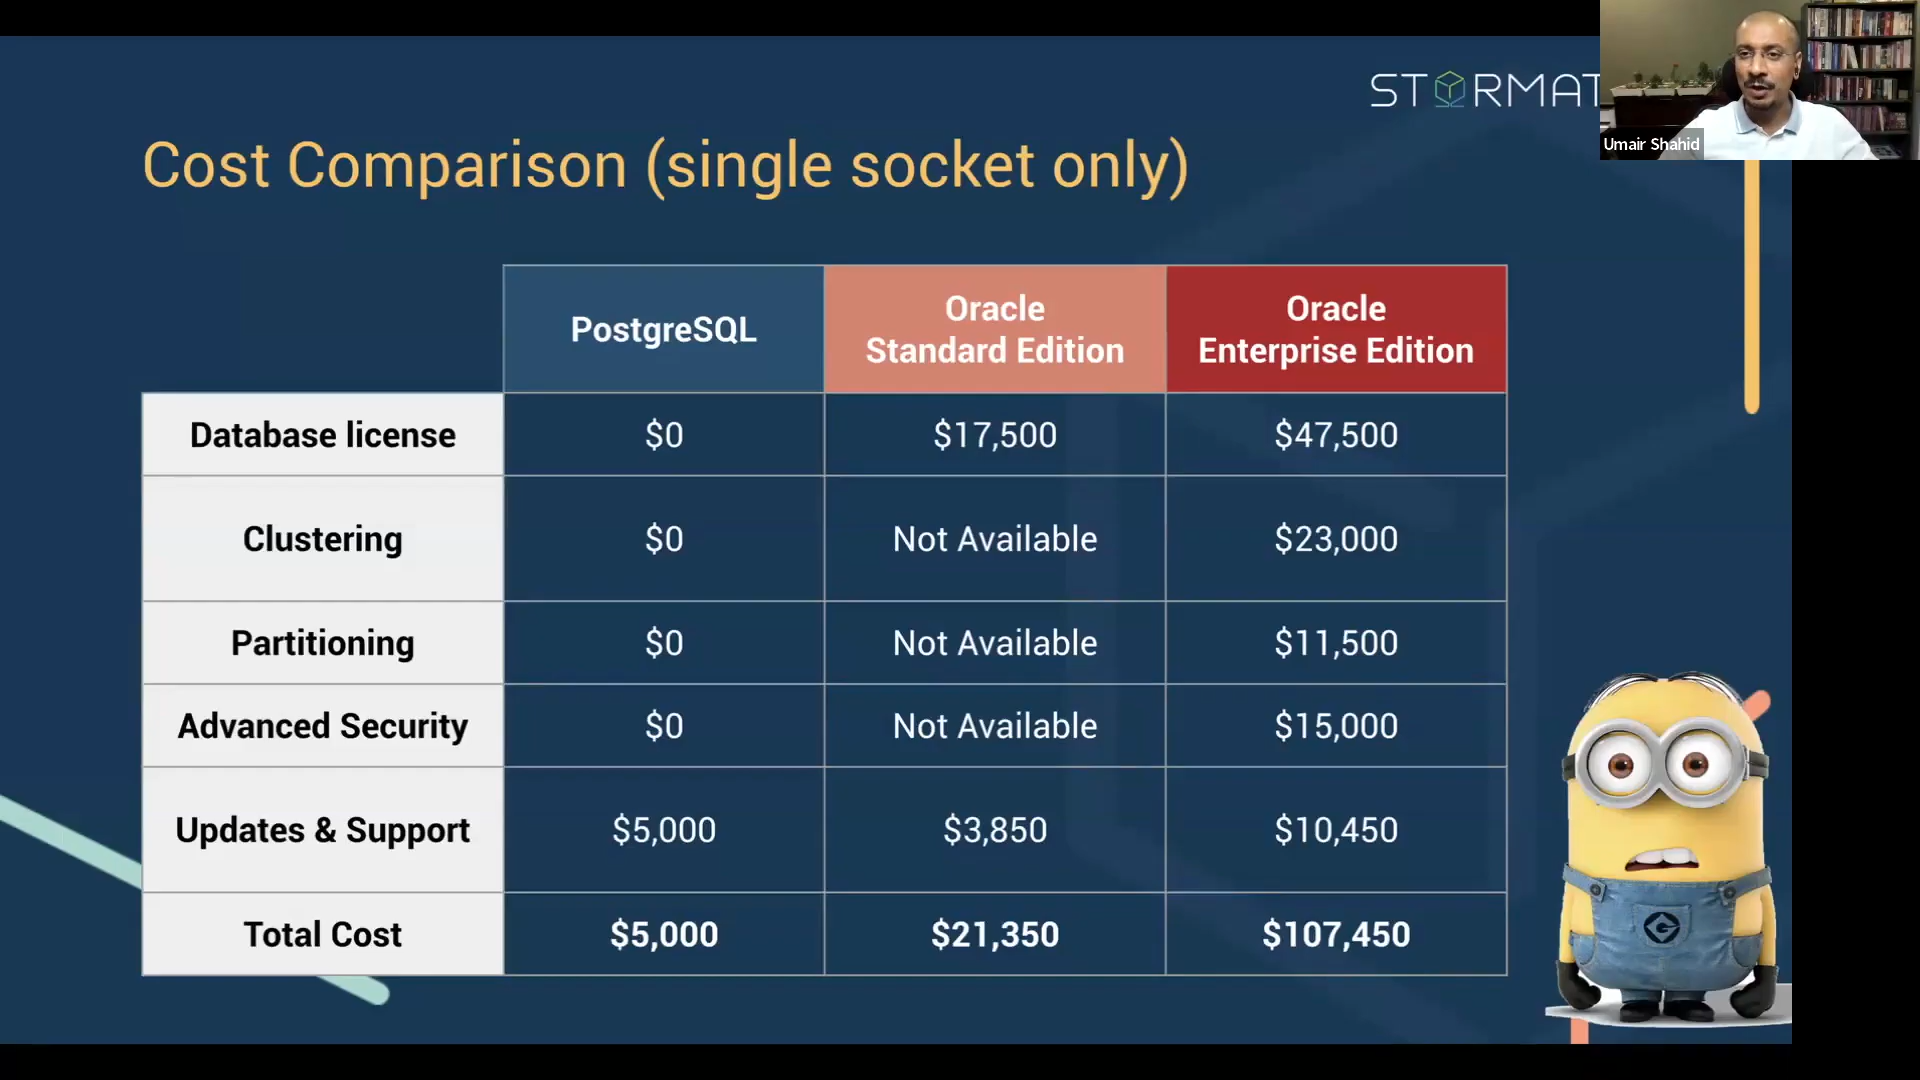 STORMAT
Umair Shahid
Cost Comparison (single socket only)
PostgreSQL
Oracle
Standard Edition
Oracle
Enterprise Edition
Database license
$0
$17,500
$47,500
Clustering
$0
Not Available
$23,000
Partitioning
$0
Not Available
$11,500
Advanced Security
$0
Not Available
$15,000
Updates & Support
$5,000
$3,850
$10,450
Total Cost
$5,000
$21,350
$107,450